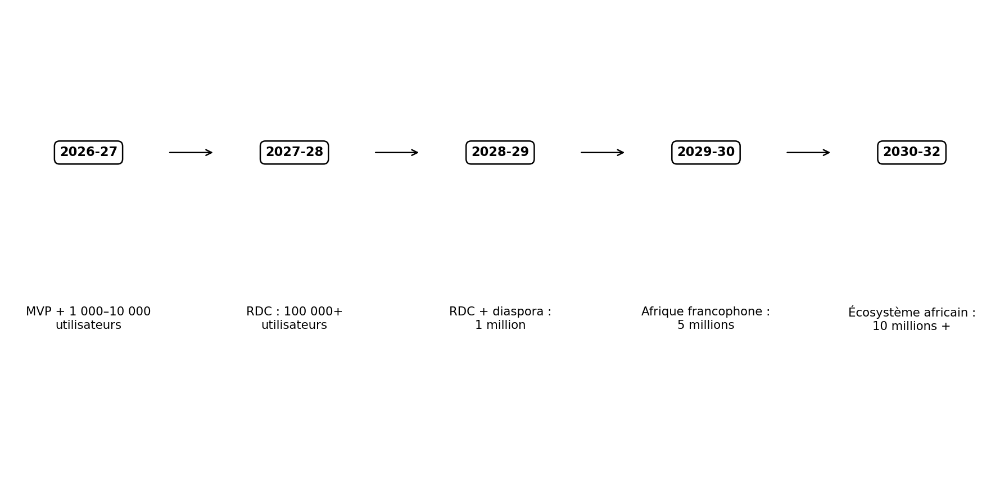 2026-27
2027-28
2028-29
2029-30
2030-32
MVP + 1 000–10 000
utilisateurs
RDC : 100 000+
utilisateurs
RDC + diaspora :
1 million
Afrique francophone :
5 millions
Écosystème africain :
10 millions +